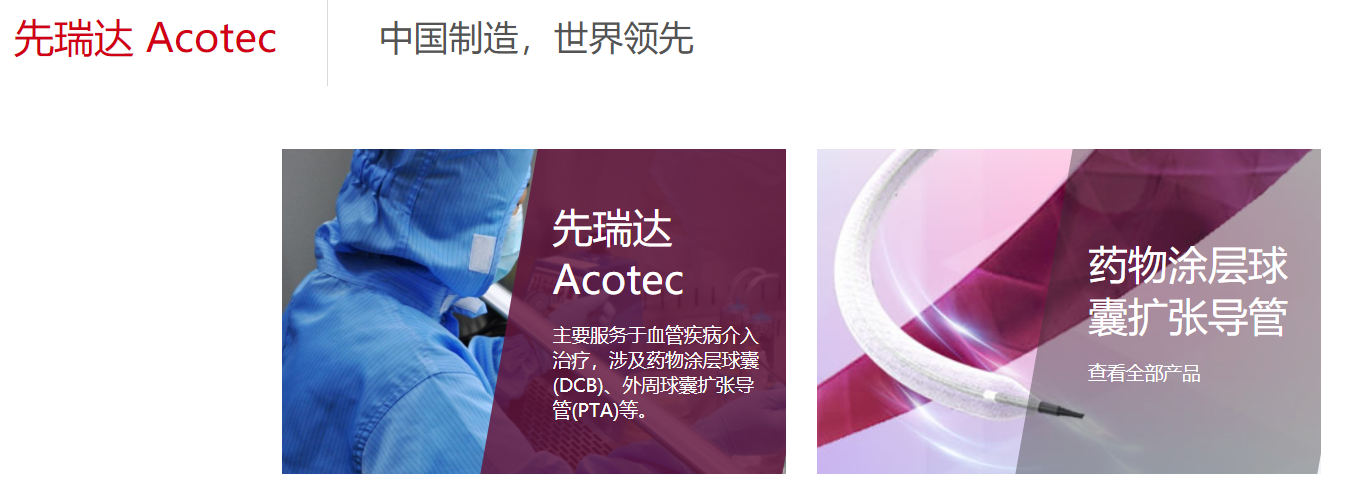 先瑞达 Acotec
中国制造，世界领先
先瑞达
Acotec
主要服务于血管疾病介入
治疗，涉及药物涂层球囊
(DCB)、外周球囊扩张导
管(PTA)等。
药物涂层球
囊扩张导管
查看全部产品